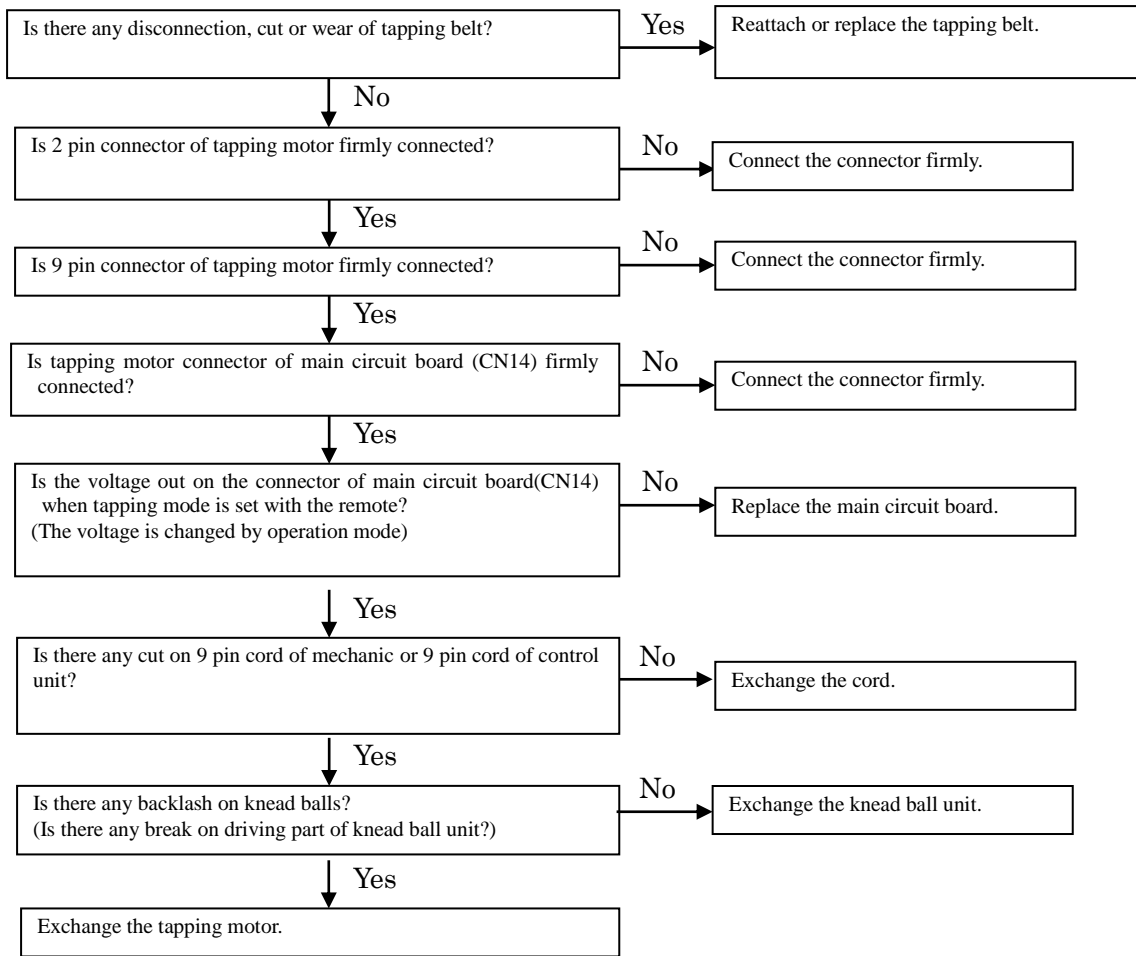 Is there any disconnection, cut or wear of tapping belt?
Yes
Reattach or replace the tapping belt.
No
Is 2 pin connector of tapping motor firmly connected?
No
Connect the connector firmly.
Yes
Is 9 pin connector of tapping motor firmly connected?
No
Connect the connector firmly.
Yes
Is tapping motor connector of main circuit board (CN14) firmly
connected?
No
Connect the connector firmly.
Yes
Is the voltage out on the connector of main circuit board(CN14)
when tapping mode is set with the remote?
(The voltage is changed by operation mode)
No
Replace the main circuit board.
Yes
Is there any cut on 9 pin cord of mechanic or 9 pin cord of control
unit?
No
Exchange the cord.
Yes
Is there any backlash on knead balls?
(Is there any break on driving part of knead ball unit?)
No
Exchange the knead ball unit.
Yes
Exchange the tapping motor.